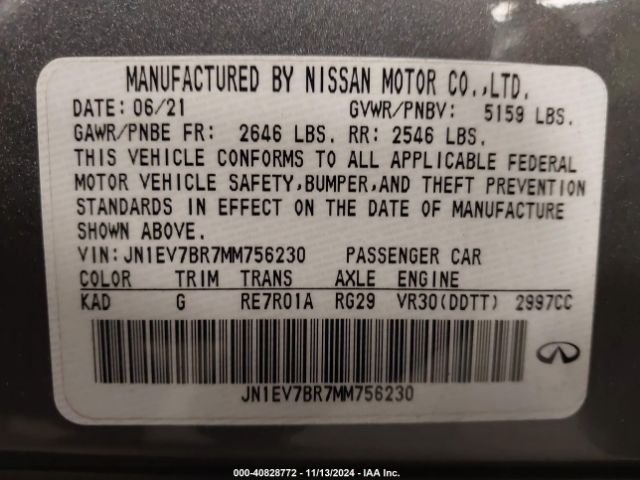 MANUFACTURED BY NISSAN MOTOR CO.,LTD.
DATE: 06/21 GVWR/PNBV: 5159 LBS.
GAWR/PNBE FR: 2646 LBS. RR: 2546 LBS.
THIS VEHICLE CONFORMS TO ALL APPLICABLE FEDERAL
MOTOR VEHICLE SAFETY,BUMPER,AND THEFT PREVENTION
STANDARDS IN EFFECT ON THE DATE OF MANUFACTURE
SHOWN ABOVE.
VIN: JN1EV7BR7MM756230 PASSENGER CAR
COLOR TRIM TRANS AXLE ENGINE
KAD G RE7R01A RG29 VR30(DDTT) 2997CC
JN1EV7BR7MM756230
000-40828772 - 11/13/2024 - IAA Inc.